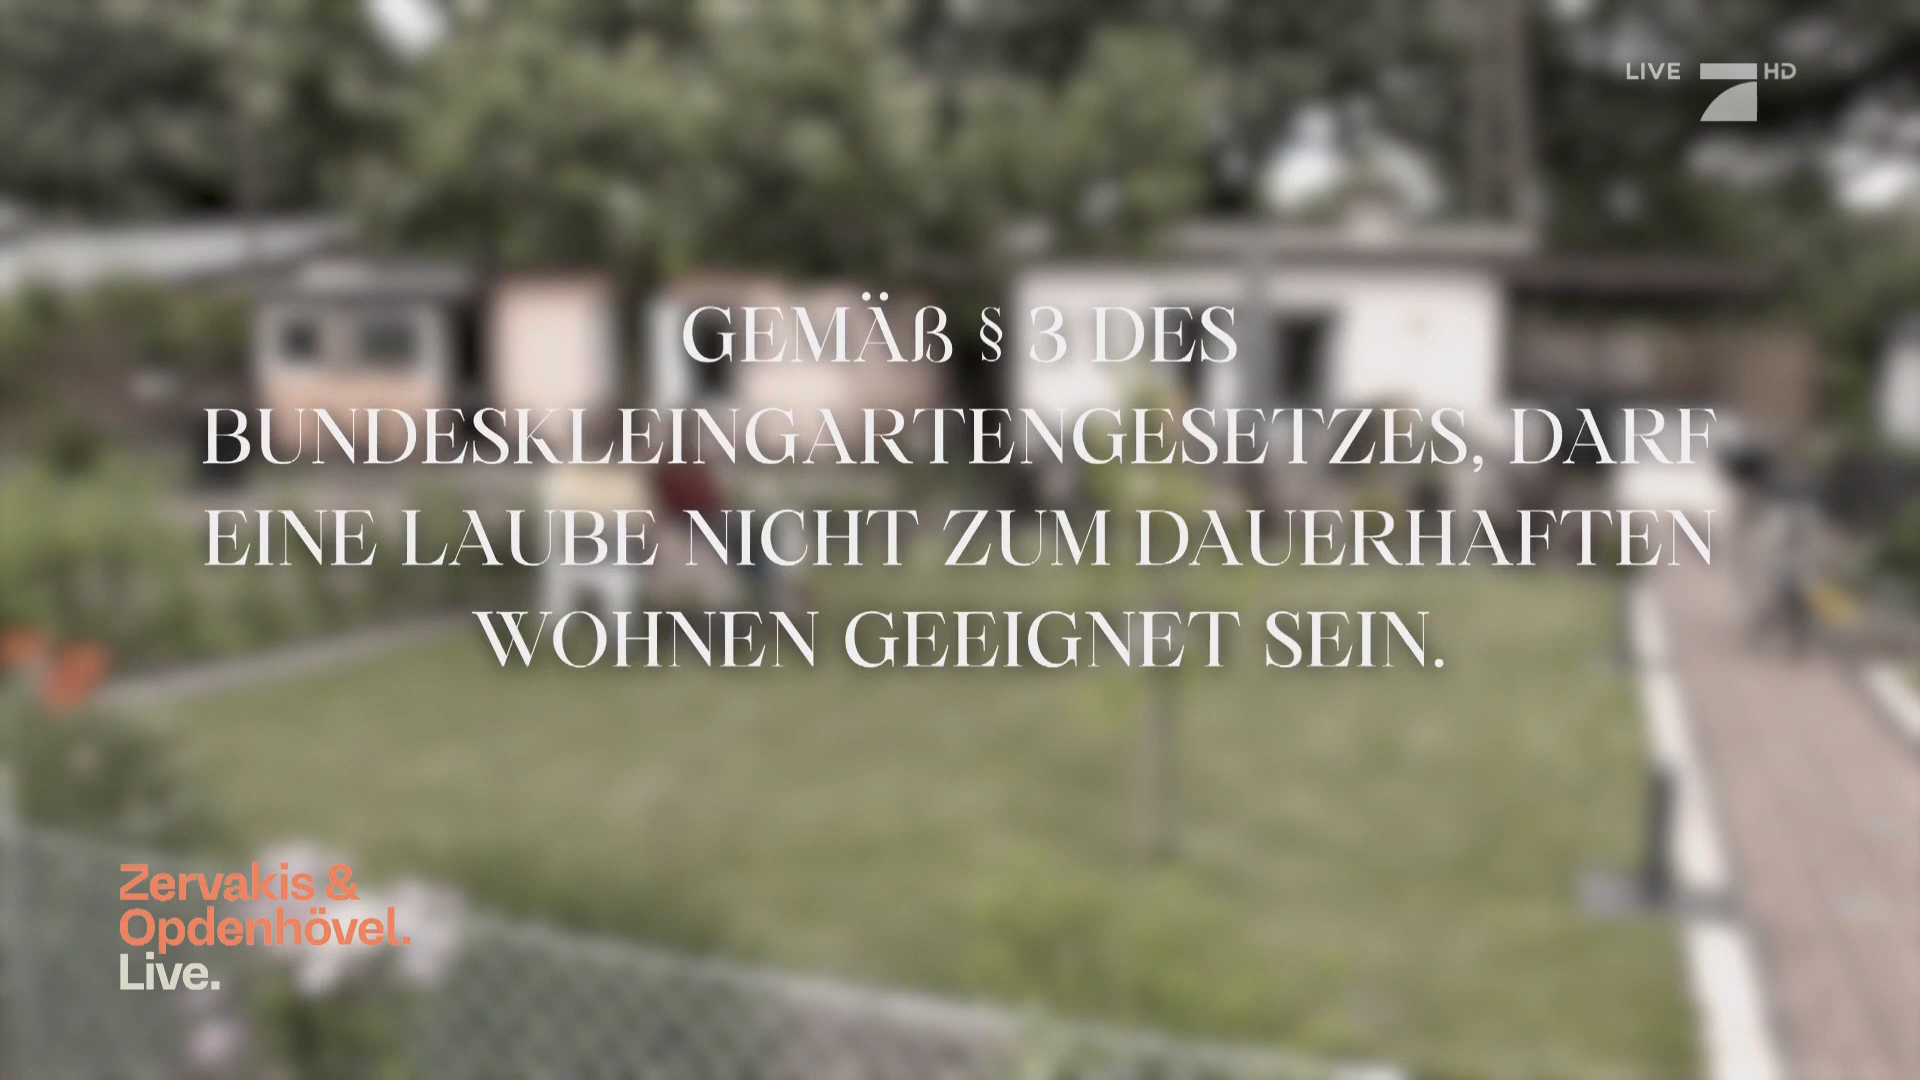 LIVE HD
GEMÄß § 3 DES
BUNDESKLEINGARTENGESETZES, DARF
EINE LAUBE NICHT ZUM DAUERHAFTEN
WOHNEN GEEIGNET SEIN.
Zervakis &
Opdenhövel.
Live.